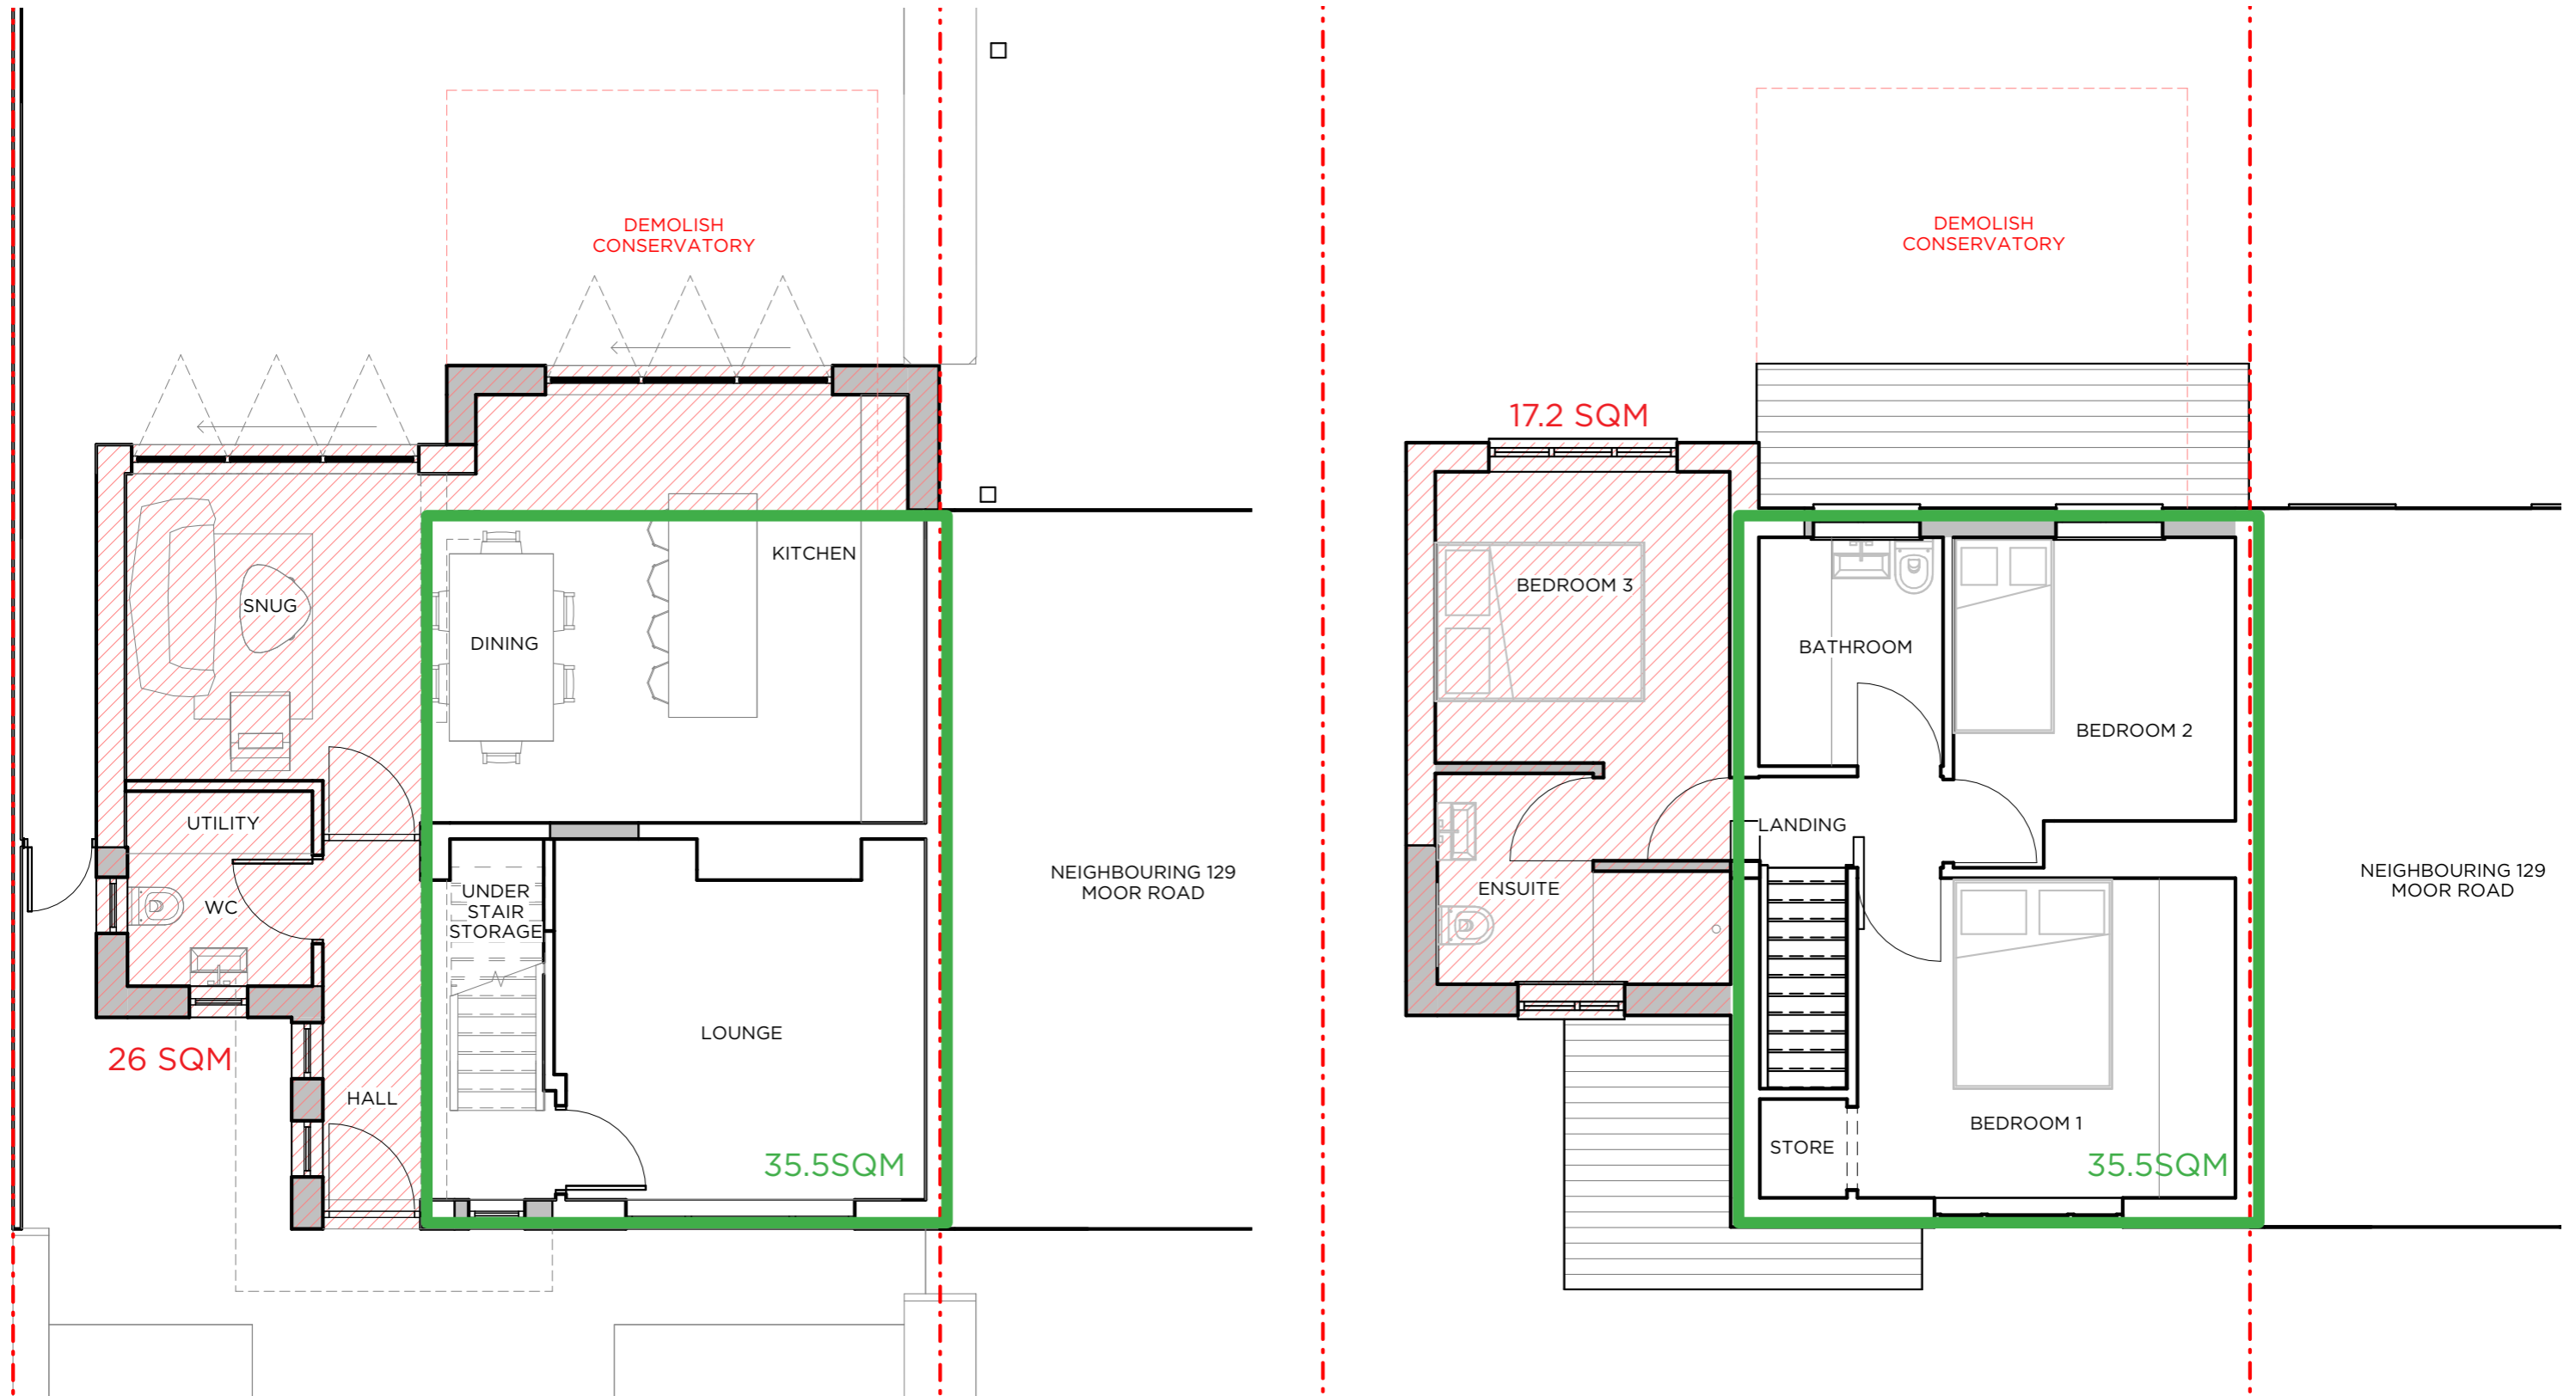 DEMOLISH
CONSERVATORY
SNUG
KITCHEN
DINING
UTILITY
WC
UNDER
STAIR
STORAGE
NEIGHBOURING 129
MOOR ROAD
LOUNGE
26 SQM
HALL
35.5SQM
DEMOLISH
CONSERVATORY
17.2 SQM
BEDROOM 3
BATHROOM
BEDROOM 2
LANDING
ENSUITE
NEIGHBOURING 129
MOOR ROAD
BEDROOM 1
STORE
35.5SQM